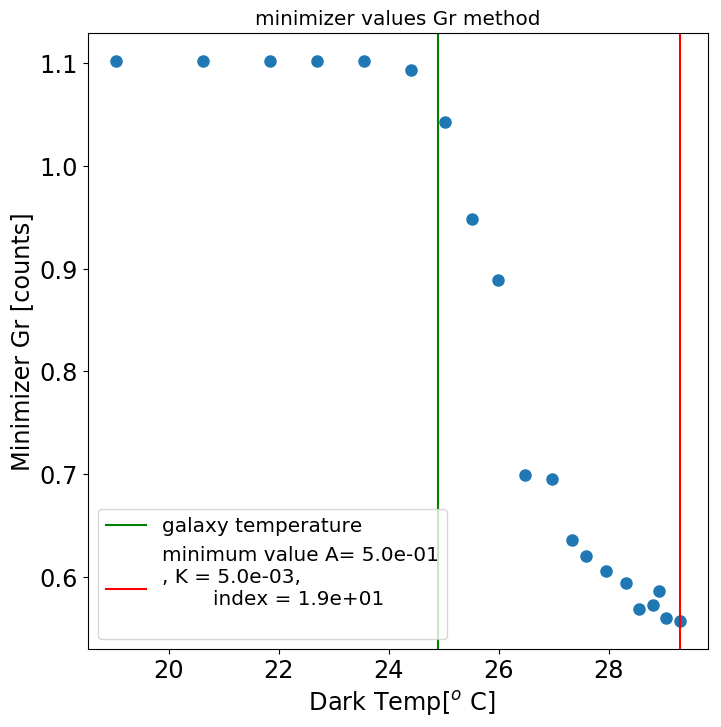 minimizer values Gr method
Minimizer Gr [counts]
1.1
1.0
0.9
0.8
0.7
0.6
galaxy temperature
minimum value A= 5.0e-01
, K = 5.0e-03,
index = 1.9e+01
20 22 24 26 28
Dark Temp[° C]